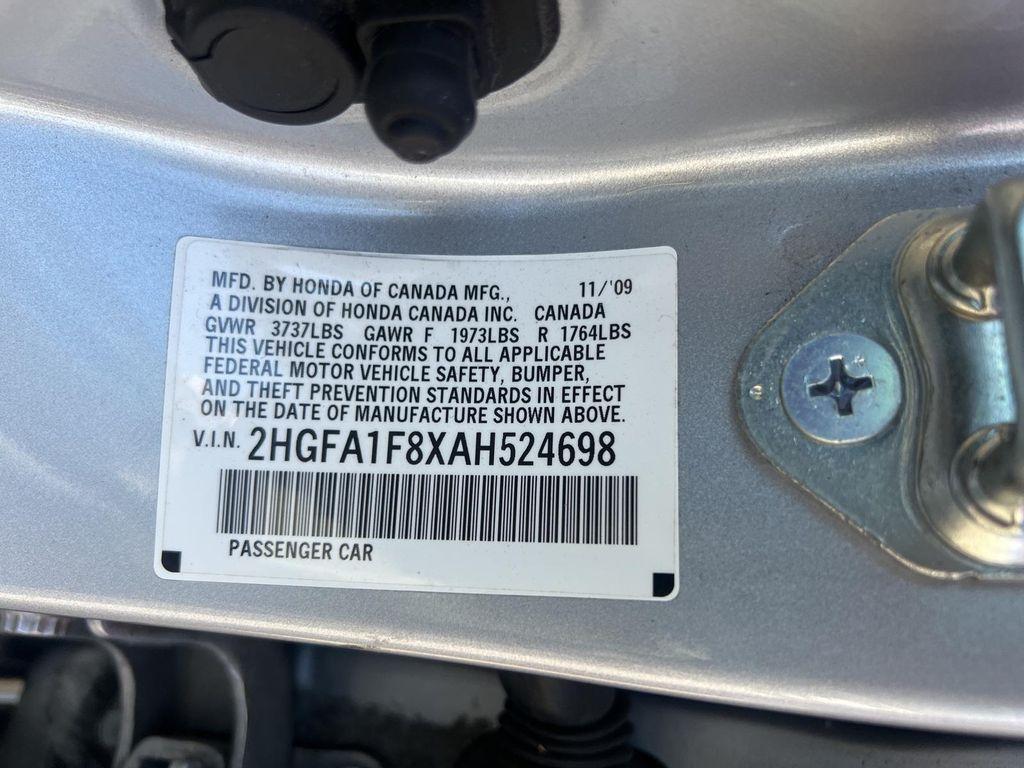 MFD. BY HONDA OF CANADA MFG., 11/'09
A DIVISION OF HONDA CANADA INC. CANADA
GVWR 3737LBS GAWR F 1973LBS R 1764LBS
THIS VEHICLE CONFORMS TO ALL APPLICABLE
FEDERAL MOTOR VEHICLE SAFETY, BUMPER,
AND THEFT PREVENTION STANDARDS IN EFFECT
ON THE DATE OF MANUFACTURE SHOWN ABOVE.
V.I.N. 2HGFA1F8XAH524698
PASSENGER CAR